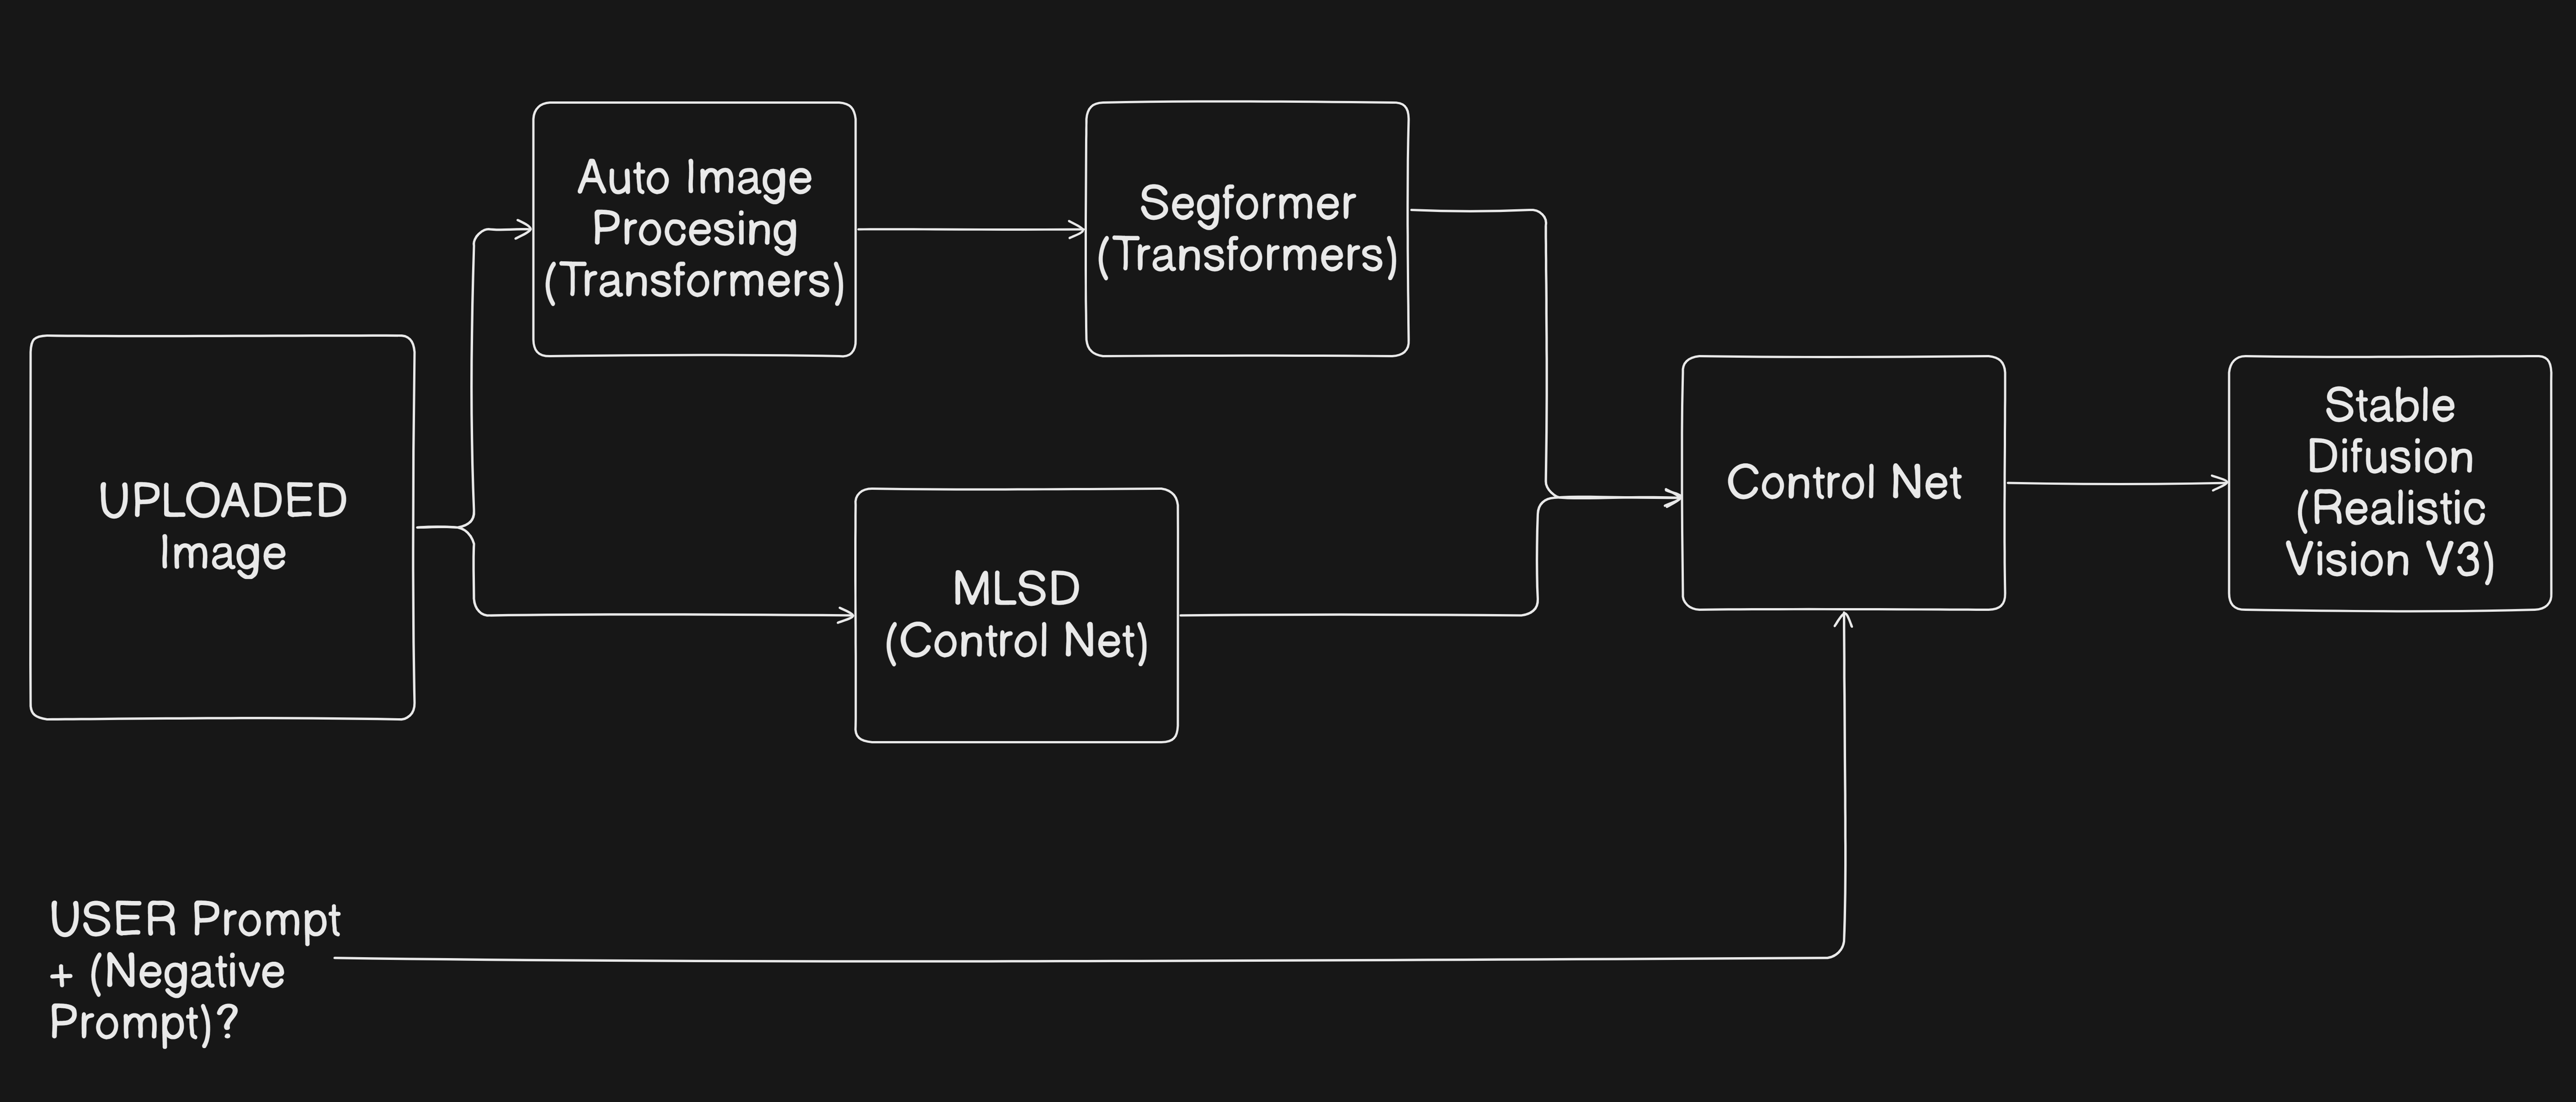 Auto Image
Procesing
(Transformers)
Segformer
(Transformers)
UPLOADED
Image
MLSD
(Control Net)
Control Net
Stable
Difusion
(Realistic
Vision V3)
USER Prompt
+ (Negative
Prompt)?